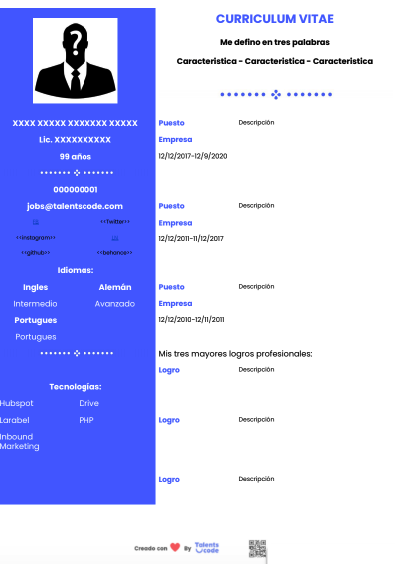 CURRICULUM VITAE
Me defino en tres palabras
Caracteristica - Caracteristica - Caracteristica
?
XXXX XXXXX XXXXXXX XXXXX
Lic. XXXXXXXXXX
99 años
000000001
jobs@talentscode.com
<<Twitter>>
<<instagram>>
<<github>> <<behance>>
Idiomas:
Ingles Alemán
Intermedio Avanzado
Portugues
Portugues
Tecnologías:
Hubspot Drive
Larabel PHP
Inbound
Marketing
Puesto Descripción
Empresa
12/12/2017-12/9/2020
Puesto Descripción
Empresa
12/12/2011-11/12/2017
Puesto Descripción
Empresa
12/12/2010-12/11/2011
Mis tres mayores logros profesionales:
Logro Descripción
Logro Descripción
Logro Descripción
Creado con ❤ By Talents
code